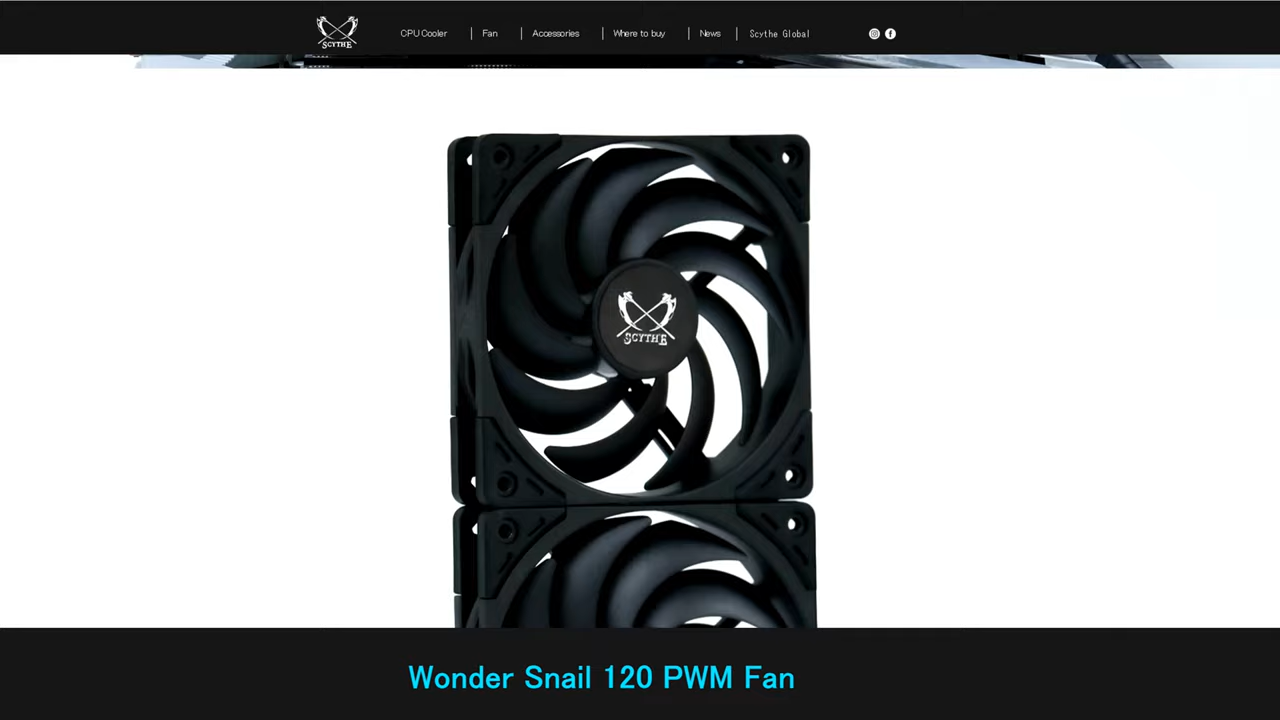 CPU Cooler
Fan
Accessories
Where to buy
News
Scythe Global
SCYTHE
SCYTHE
Wonder Snail 120 PWM Fan